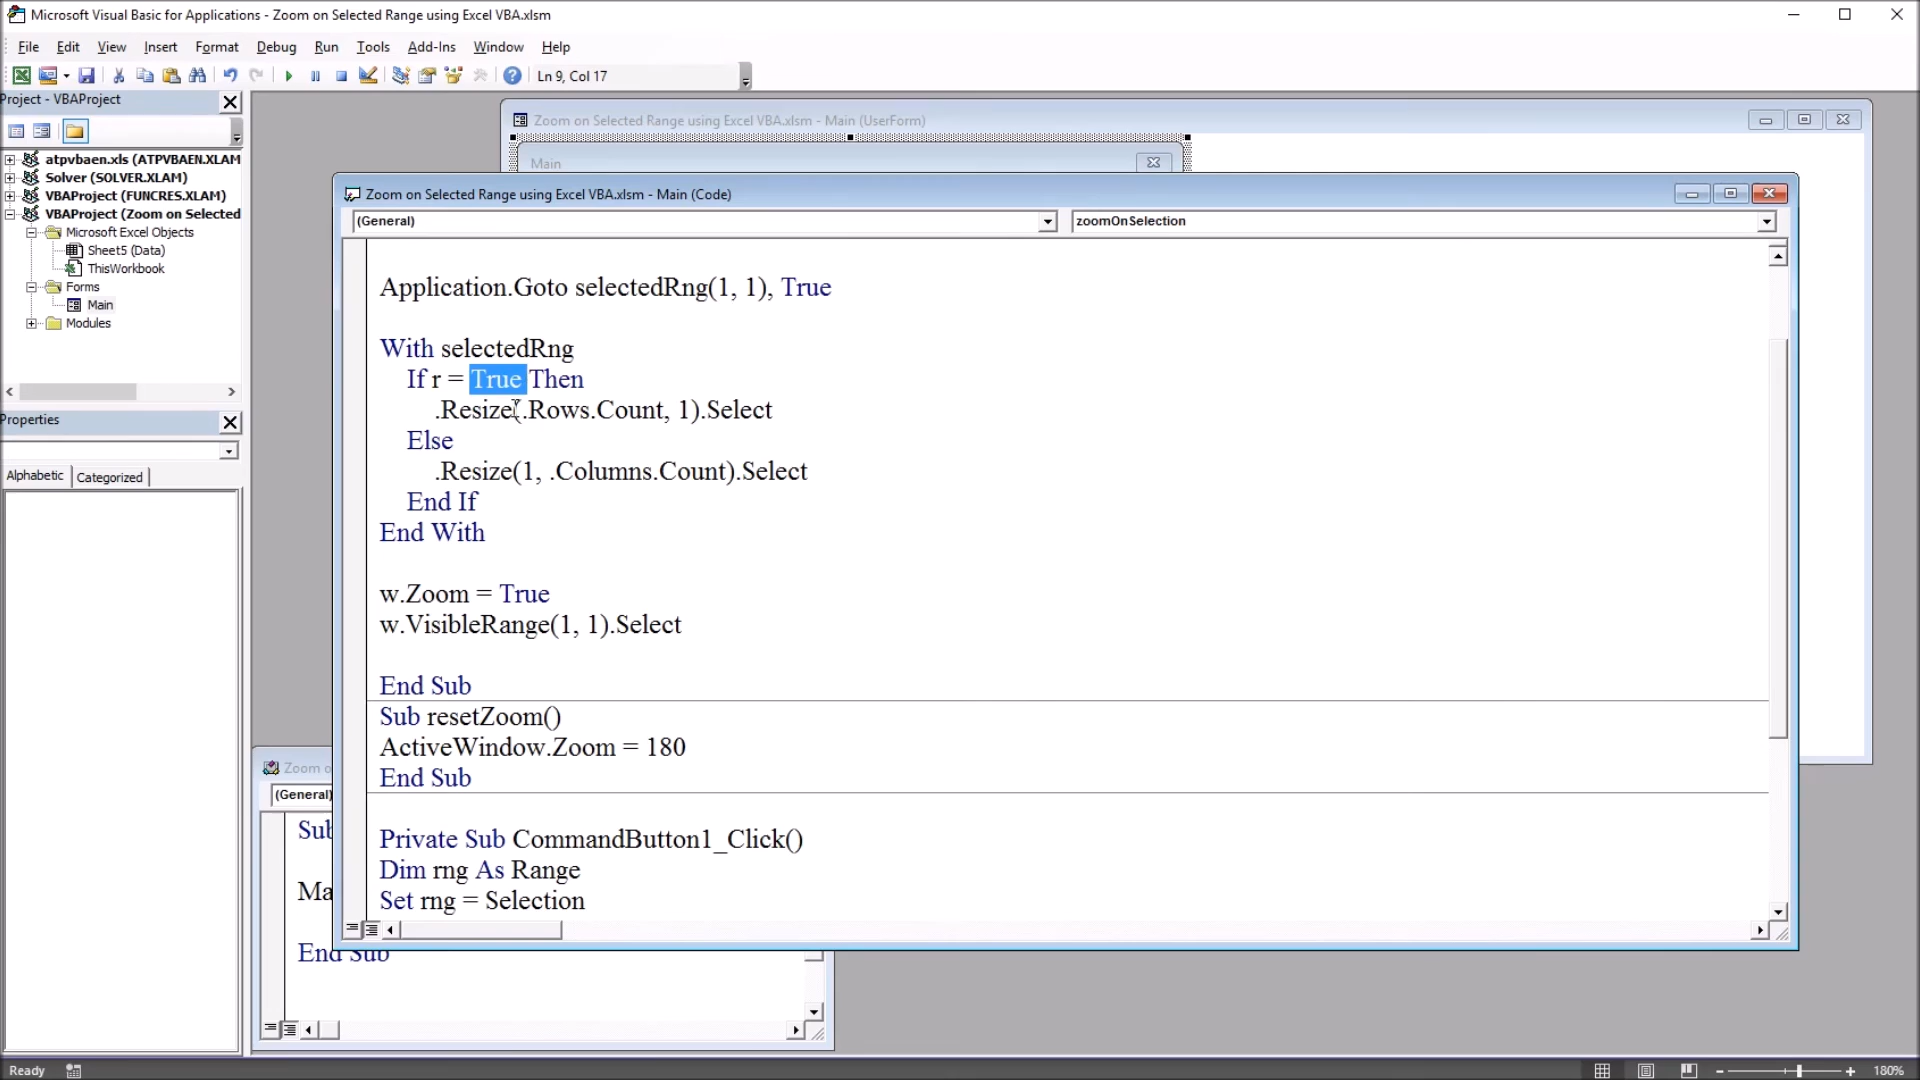 Microsoft Visual Basic for Applications - Zoom on Selected Range using Excel VBA.xlsm
File Edit View Insert Format Debug Run Tools Add-Ins Window Help
Ln 9, Col 17
Project - VBAProject
atpvbaen.xls (ATPVBAEN.XLAM
Solver (SOLVER.XLAM)
VBAProject (FUNCRES.XLAM)
VBAProject (Zoom on Selected
Microsoft Excel Objects
Sheet5 (Data)
ThisWorkbook
Forms
Main
Modules
Properties
Alphabetic Categorized
Zoom on Selected Range using Excel VBA.xlsm - Main (UserForm)
Main
Zoom on Selected Range using Excel VBA.xlsm - Main (Code)
(General) zoomOnSelection
Application.Goto selectedRng(1, 1), True
With selectedRng
If r = True Then
.Resize(.Rows.Count, 1).Select
Else
.Resize(1, .Columns.Count).Select
End If
End With
w.Zoom = True
w.VisibleRange(1, 1).Select
End Sub
Sub resetZoom()
ActiveWindow.Zoom = 180
End Sub
Private Sub CommandButton1_Click()
Dim rng As Range
Set rng = Selection
Zoom o
(General)
Sub
Ma
End Sub
Ready
180%